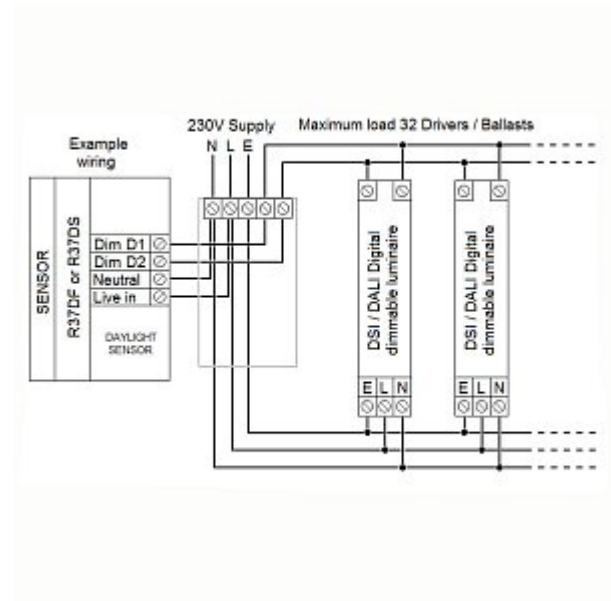 230V Supply
Maximum load 32 Drivers / Ballasts
Example
wiring
N L E
SENSOR
R37DF or R37DS
Dim D1
Dim D2
Neutral
Live in
DAYLIGHT
SENSOR
DSI / DALI Digital
dimmable luminaire
E L N
DSI / DALI Digital
dimmable luminaire
E L N